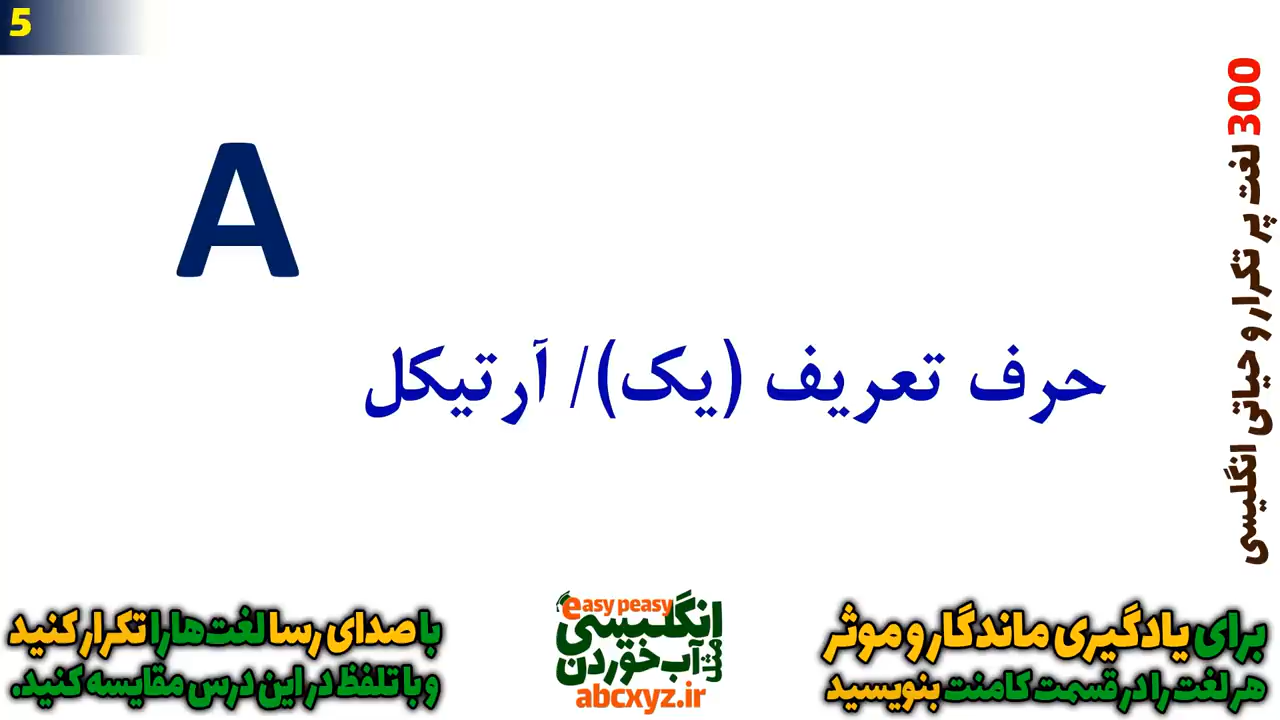 5
300 لغت پر تکرار و حیاتی انگلیسی
A
حرف تعریف (یک)/ آرتیکل
برای یادگیری ماندگار و موثر
هر لغت را در قسمت کامنت بنویسید
easy peasy
انگلیسی
مثل آب خوردن
abcxyz.ir
با صدای رسا لغت‌ها را تکرار کنید
و با تلفظ در این درس مقایسه کنید.